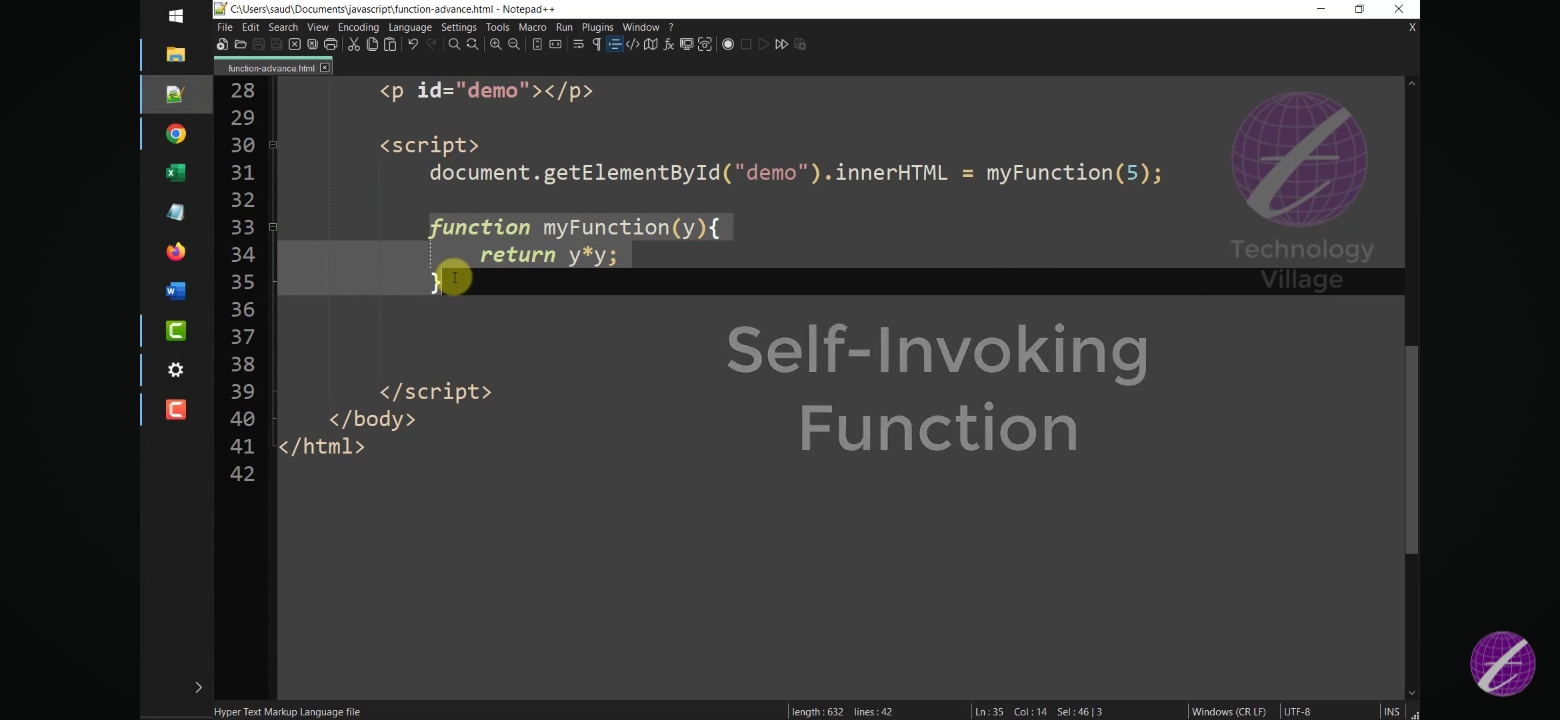 C:\Users\saud\Documents\javascript\function-advance.html - Notepad++
File Edit Search View Encoding Language Settings Tools Macro Run Plugins Window ? X
function-advance.html
28 <p id="demo"></p>
29
30 <script>
31 document.getElementById("demo").innerHTML = myFunction(5);
32
33 function myFunction(y){
34 return y*y;
35 }
36
37
38
39 </script>
40 </body>
41 </html>
42
Technology
Village
Self-Invoking
Function
Hyper Text Markup Language file length : 632 lines : 42 Ln : 35 Col : 14 Sel : 46 | 3 Windows (CR LF) UTF-8 INS